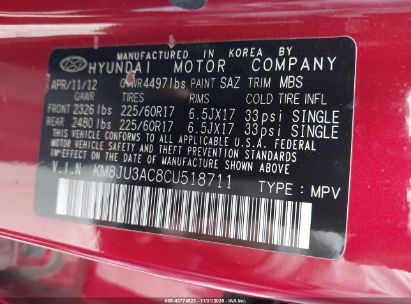 MANUFACTURED IN KOREA BY
HYUNDAI MOTOR COMPANY
APR/11/12 GVWR4497lbs PAINT SAZ TRIM MBS
GAWR TIRES RIMS COLD TIRE INFL
FRONT 2326 lbs 225/60R17 6.5JX17 33psi SINGLE
REAR 2480 lbs 225/60R17 6.5JX17 33psi SINGLE
THIS VEHICLE CONFORMS TO ALL APPLICABLE U.S.A. FEDERAL
MOTOR VEHICLE SAFETY STANDARDS IN EFFECT ON THE
DATE OF MANUFACTURE SHOWN ABOVE.
V.I.N KM8JU3AC8CU518711 TYPE : MPV